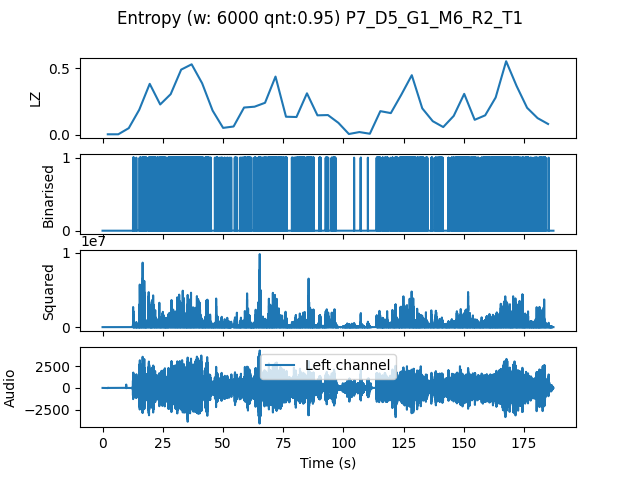 Entropy (w: 6000 qnt:0.95) P7_D5_G1_M6_R2_T1
0.5
0.0
LZ
1
0
Binarised
1e7
1
0
Squared
2500
0
−2500
Audio
Left channel
0 25 50 75 100 125 150 175
Time (s)